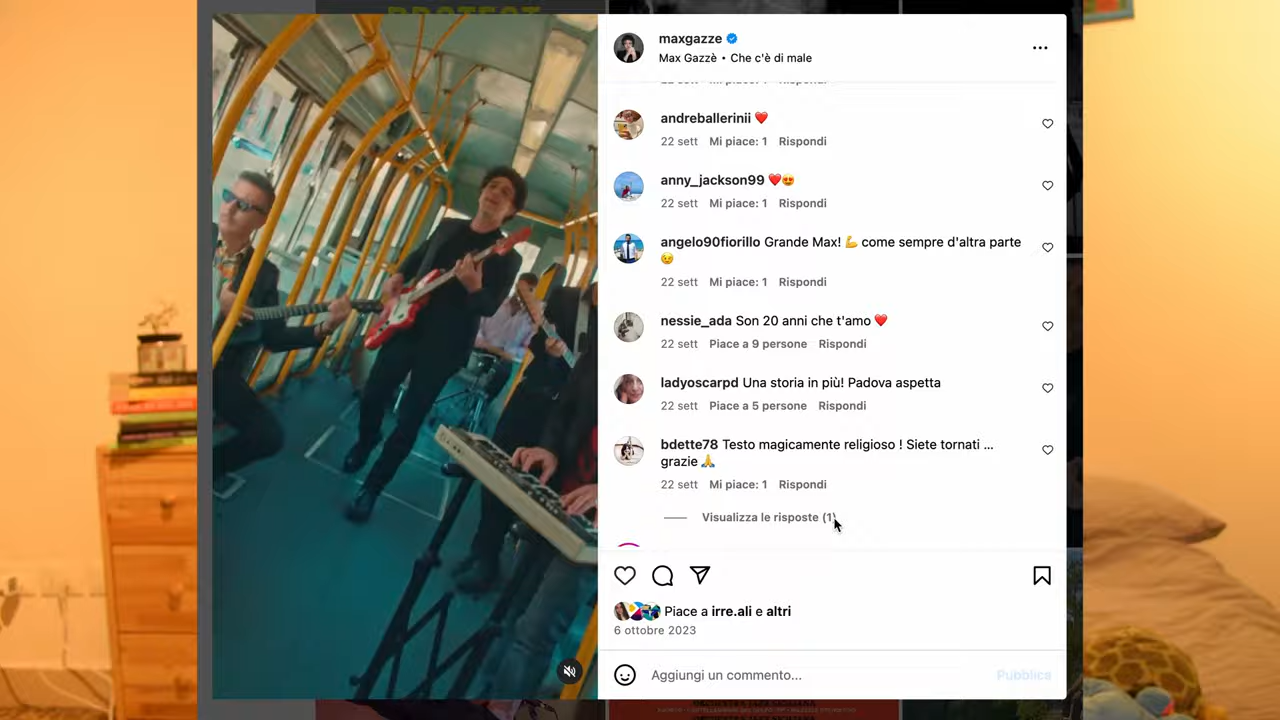 maxgazze
Max Gazzè • Che c'è di male
andreballerinii ❤️
22 sett Mi piace: 1 Rispondi
anny_jackson99 ❤️😍
22 sett Mi piace: 1 Rispondi
angelo90fiorillo Grande Max! 💪 come sempre d'altra parte
😉
22 sett Mi piace: 1 Rispondi
nessie_ada Son 20 anni che t'amo ❤️
22 sett Piace a 9 persone Rispondi
ladyoscarpd Una storia in più! Padova aspetta
22 sett Piace a 5 persone Rispondi
bdette78 Testo magicamente religioso ! Siete tornati ...
grazie 🙏
22 sett Mi piace: 1 Rispondi
Visualizza le risposte (1)
Piace a irre.ali e altri
6 ottobre 2023
Aggiungi un commento...
Pubblica